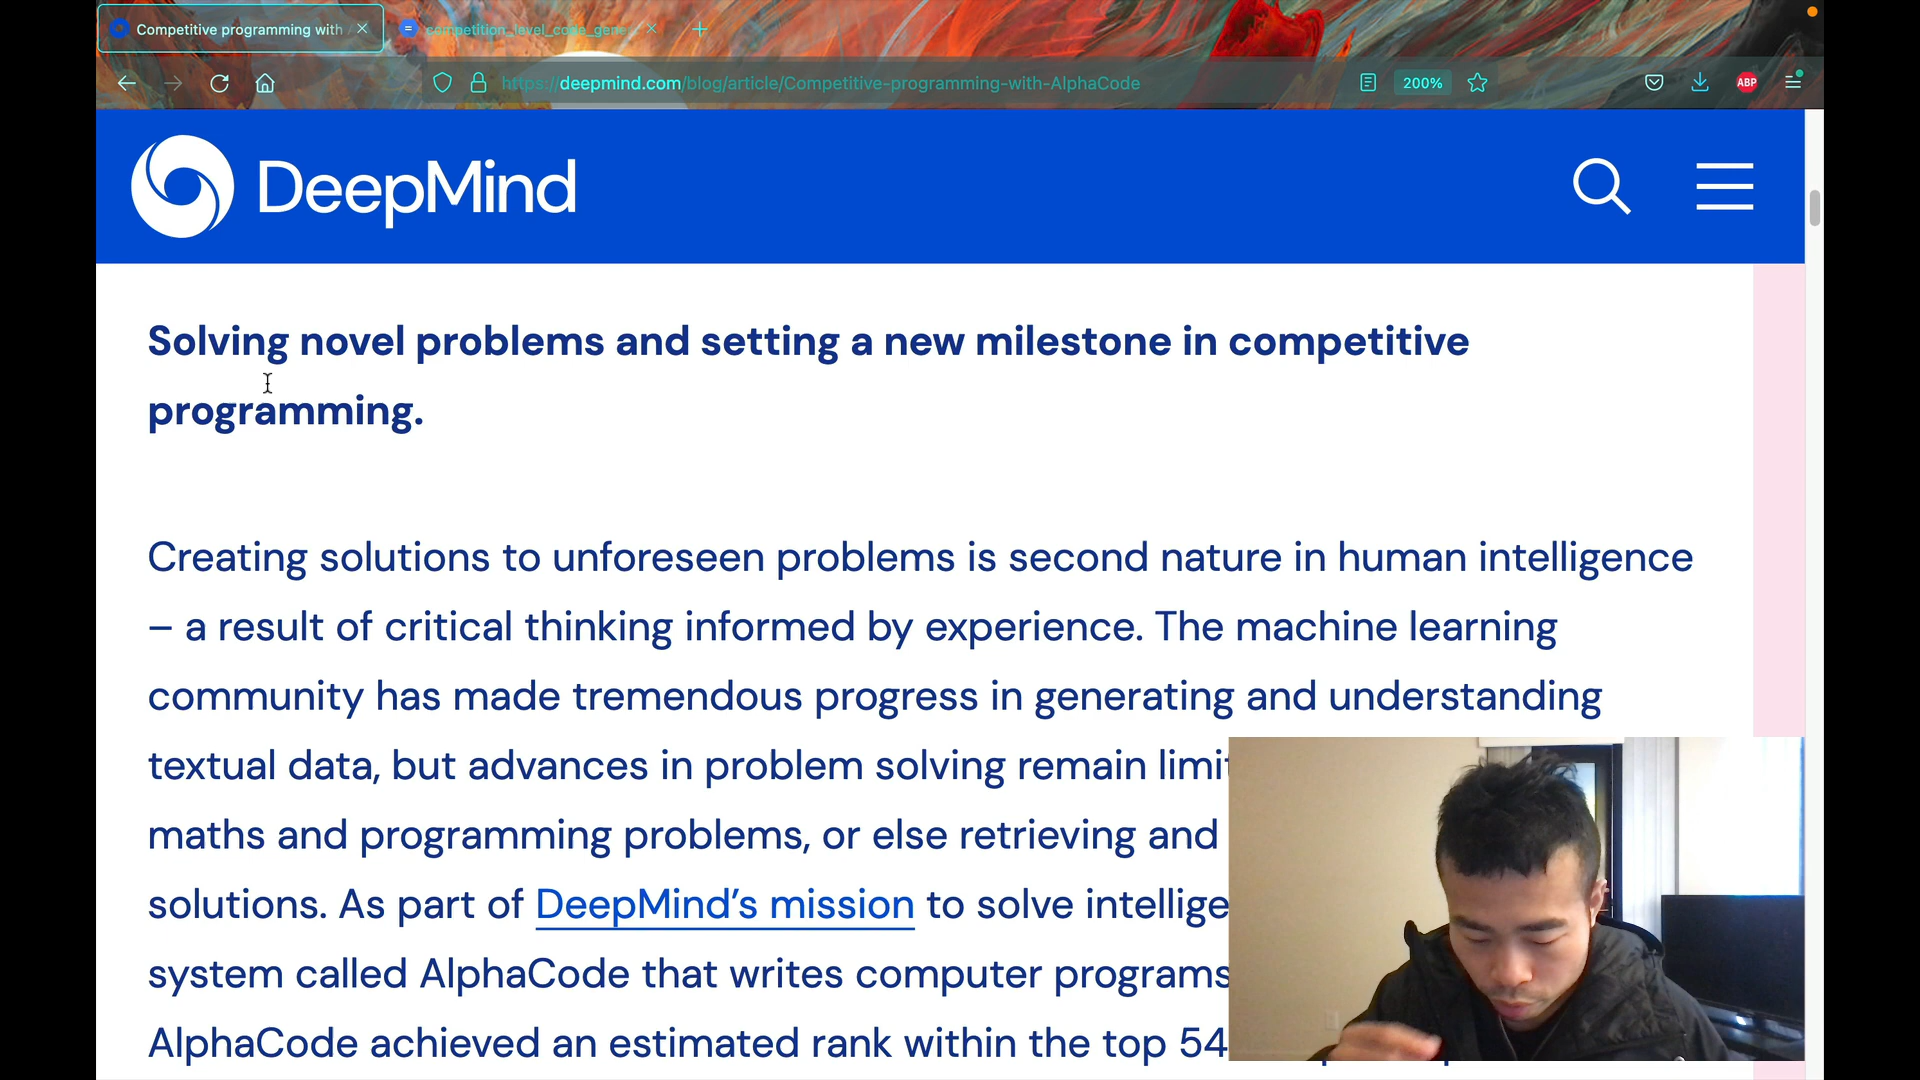 Competitive programming with
competition_level_code_gene
https://deepmind.com/blog/article/Competitive-programming-with-AlphaCode
200%
ABP
DeepMind
Solving novel problems and setting a new milestone in competitive
programming.
Creating solutions to unforeseen problems is second nature in human intelligence
– a result of critical thinking informed by experience. The machine learning
community has made tremendous progress in generating and understanding
textual data, but advances in problem solving remain
maths and programming problems, or else retrieving and
solutions. As part of DeepMind's mission to solve
system called AlphaCode that writes computer programs
AlphaCode achieved an estimated rank within the top 54